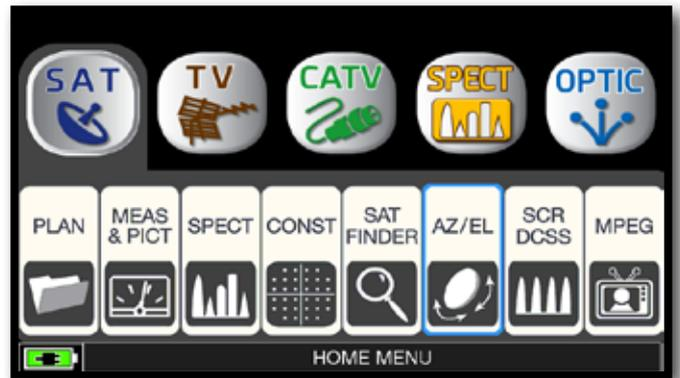 SAT
TV
CATV
SPECT
OPTIC
PLAN
MEAS
& PICT
SPECT
CONST
SAT
FINDER
AZ/EL
SCR
DCSS
MPEG
HOME MENU